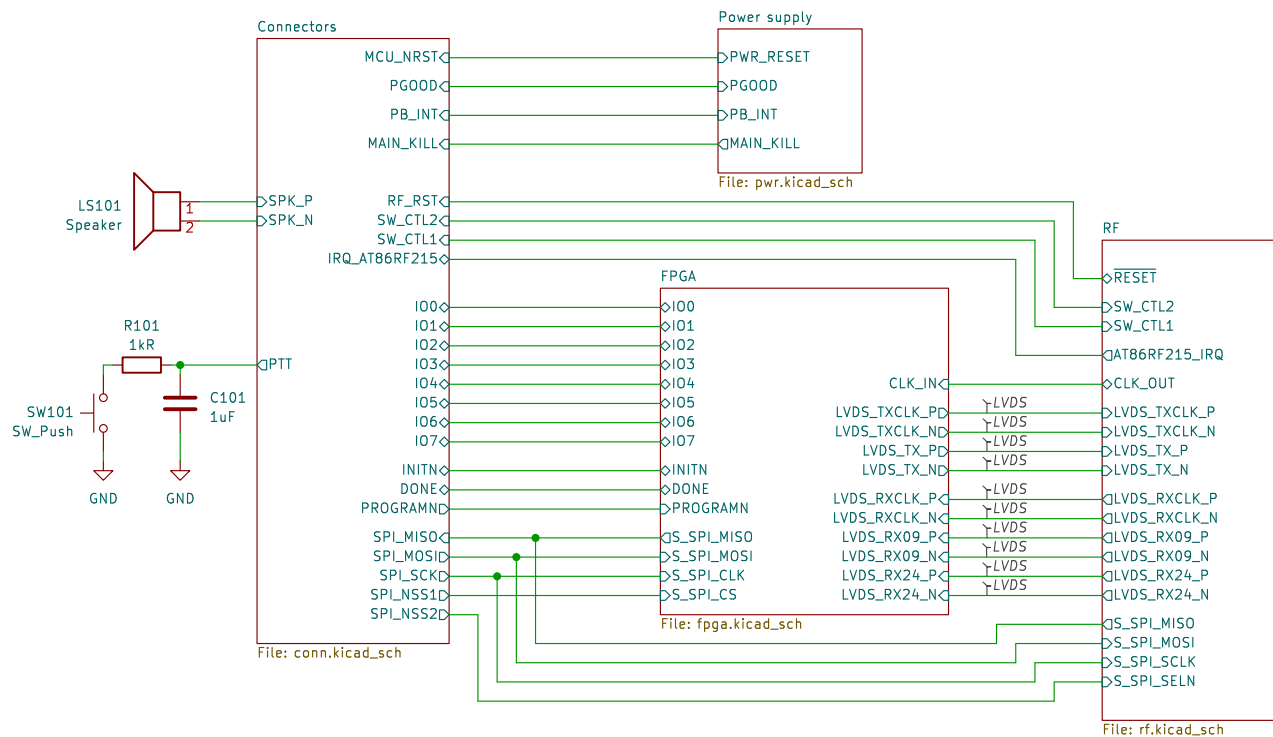 Connectors
MCU_NRST
PGOOD
PB_INT
MAIN_KILL
SPK_P
SPK_N
RF_RST
SW_CTL2
SW_CTL1
IRQ_AT86RF215
IO0
IO1
IO2
IO3
IO4
IO5
IO6
IO7
PTT
INITN
DONE
PROGRAMN
SPI_MISO
SPI_MOSI
SPI_SCK
SPI_NSS1
SPI_NSS2
File: conn.kicad_sch
LS101
Speaker
1
2
R101
1kR
C101
1uF
SW101
SW_Push
GND
GND
Power supply
PWR_RESET
PGOOD
PB_INT
MAIN_KILL
File: pwr.kicad_sch
FPGA
IO0
IO1
IO2
IO3
IO4
IO5
IO6
IO7
INITN
DONE
PROGRAMN
S_SPI_MISO
S_SPI_MOSI
S_SPI_CLK
S_SPI_CS
CLK_IN
LVDS_TXCLK_P
LVDS_TXCLK_N
LVDS_TX_P
LVDS_TX_N
LVDS_RXCLK_P
LVDS_RXCLK_N
LVDS_RX09_P
LVDS_RX09_N
LVDS_RX24_P
LVDS_RX24_N
File: fpga.kicad_sch
LVDS
LVDS
LVDS
LVDS
LVDS
LVDS
LVDS
LVDS
LVDS
LVDS
RF
RESET
SW_CTL2
SW_CTL1
AT86RF215_IRQ
CLK_OUT
LVDS_TXCLK_P
LVDS_TXCLK_N
LVDS_TX_P
LVDS_TX_N
LVDS_RXCLK_P
LVDS_RXCLK_N
LVDS_RX09_P
LVDS_RX09_N
LVDS_RX24_P
LVDS_RX24_N
S_SPI_MISO
S_SPI_MOSI
S_SPI_SCLK
S_SPI_SELN
File: rf.kicad_sch